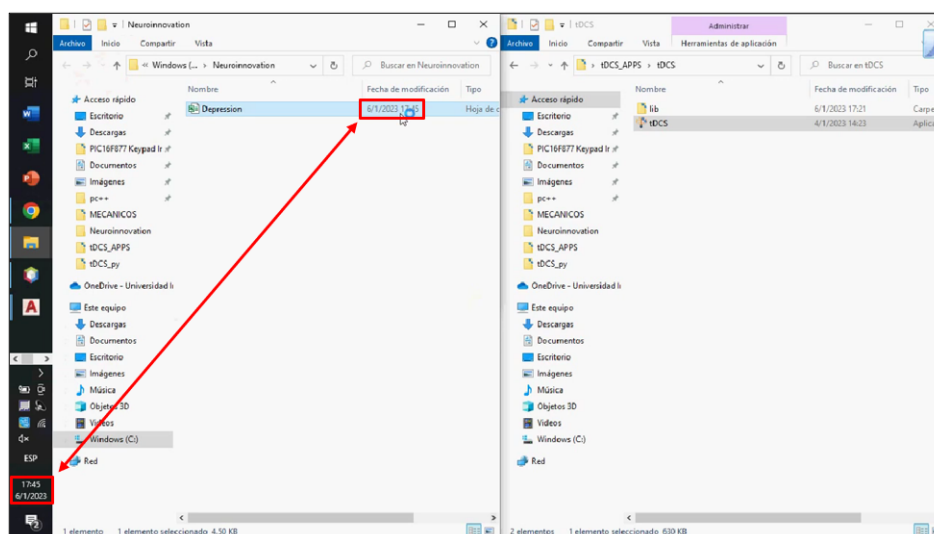 Neuroinnovation
Archivo Inicio Compartir Vista
« Windows (... > Neuroinnovation
Buscar en Neuroinnovation
Nombre Fecha de modificación Tipo
Depression 6/1/2023 17:45 Hoja de c
Acceso rápido
Escritorio
Descargas
PIC16F877 Keypad Ir
Documentos
Imágenes
pc++
MECANICOS
Neuroinnovation
tDCS_APPS
tDCS_py
OneDrive - Universidad I
Este equipo
Descargas
Documentos
Escritorio
Imágenes
Música
Objetos 3D
Videos
Windows (C:)
Red
1 elemento 1 elemento seleccionado 4,50 KB
ESP
17:45
6/1/2023
2
tDCS
Administrar
Archivo Inicio Compartir Vista Herramientas de aplicación
> tDCS_APPS > tDCS
Buscar en tDCS
Nombre Fecha de modificación Tipo
lib 6/1/2023 17:21 Carpe
tDCS 4/1/2023 14:23 Aplica
Acceso rápido
Escritorio
Descargas
PIC16F877 Keypad Ir
Documentos
Imágenes
pc++
MECANICOS
Neuroinnovation
tDCS_APPS
tDCS_py
OneDrive - Universidad I
Este equipo
Descargas
Documentos
Escritorio
Imágenes
Música
Objetos 3D
Videos
Windows (C:)
Red
2 elementos 1 elemento seleccionado 630 KB